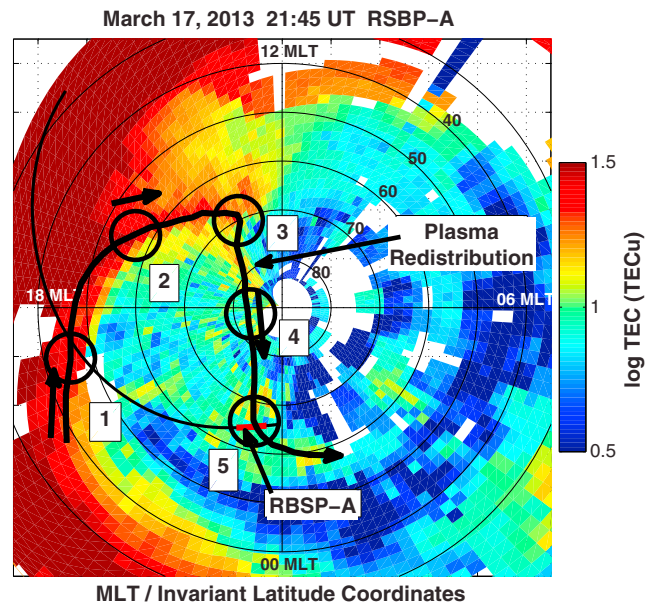 March 17, 2013 21:45 UT RSBP-A
12 MLT
40
50
60
70
80
3
Plasma
Redistribution
2
18 MLT
06 MLT
4
1
5
RBSP-A
00 MLT
MLT / Invariant Latitude Coordinates
1.5
1
0.5
log TEC (TECu)